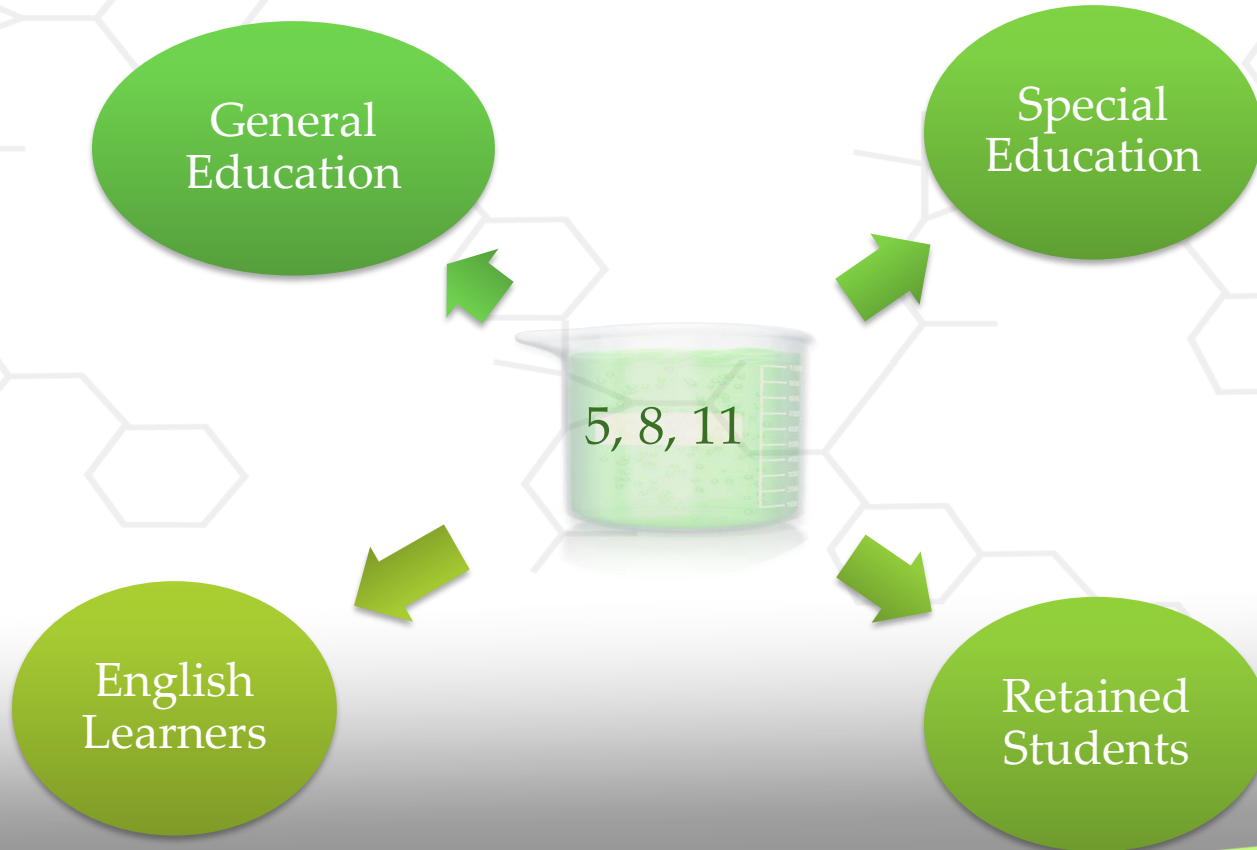 General
Education
Special
Education
5, 8, 11
English
Learners
Retained
Students